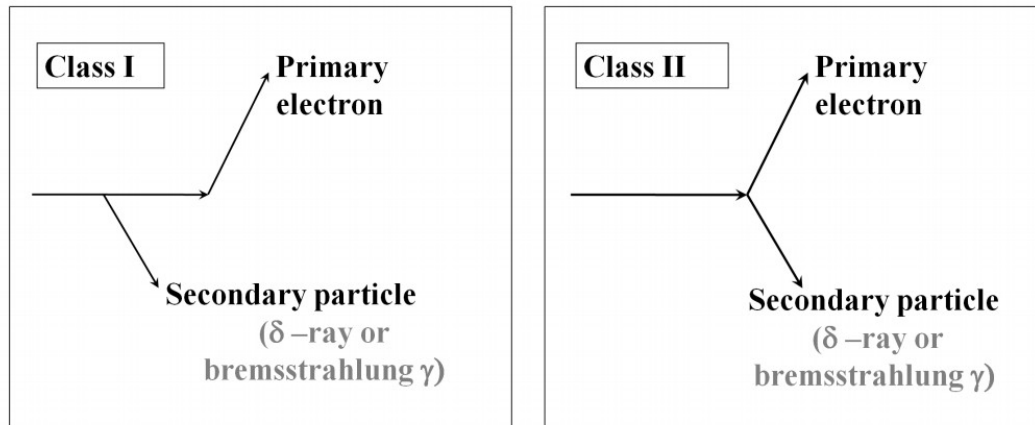 Class I
Primary
electron
Secondary particle
(δ –ray or
bremsstrahlung γ)
Class II
Primary
electron
Secondary particle
(δ –ray or
bremsstrahlung γ)